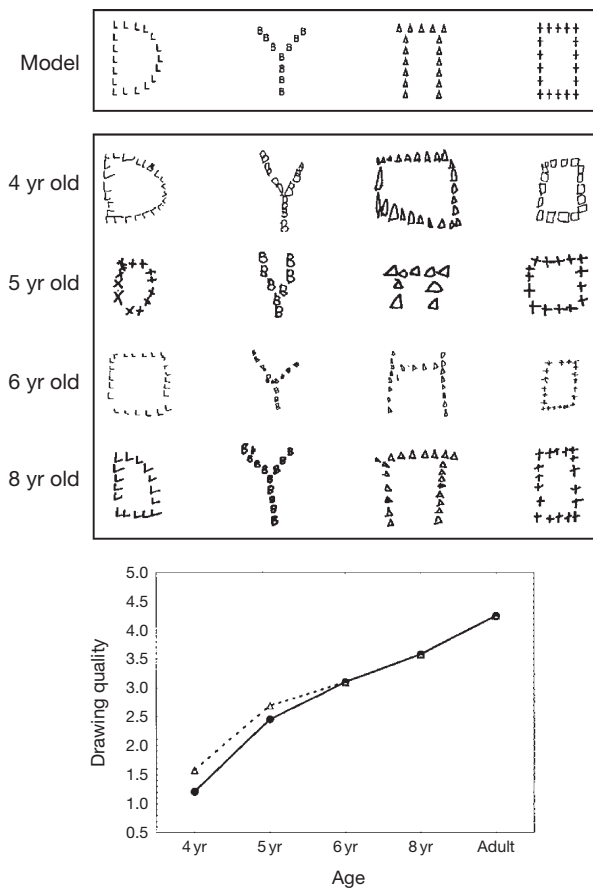 Model
4 yr old
5 yr old
6 yr old
8 yr old
5.0
4.5
4.0
3.5
3.0
2.5
2.0
1.5
1.0
0.5
Drawing quality
4 yr 5 yr 6 yr 8 yr Adult
Age